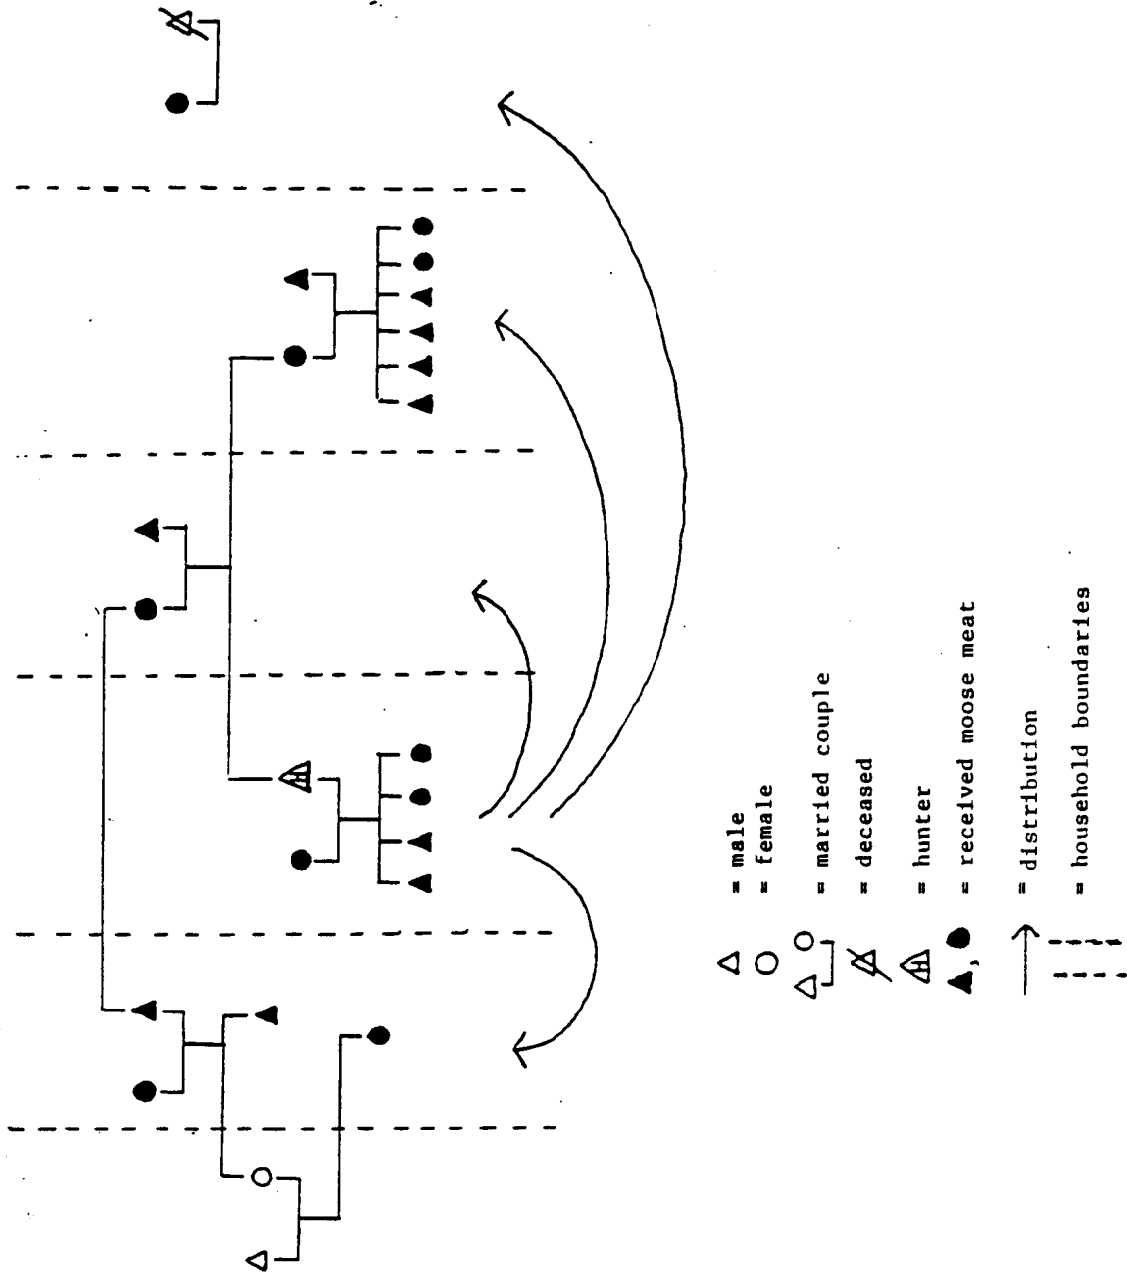 = male
= female
= married couple
= deceased
H = hunter
, = received moose meat
= distribution
= household boundaries
H